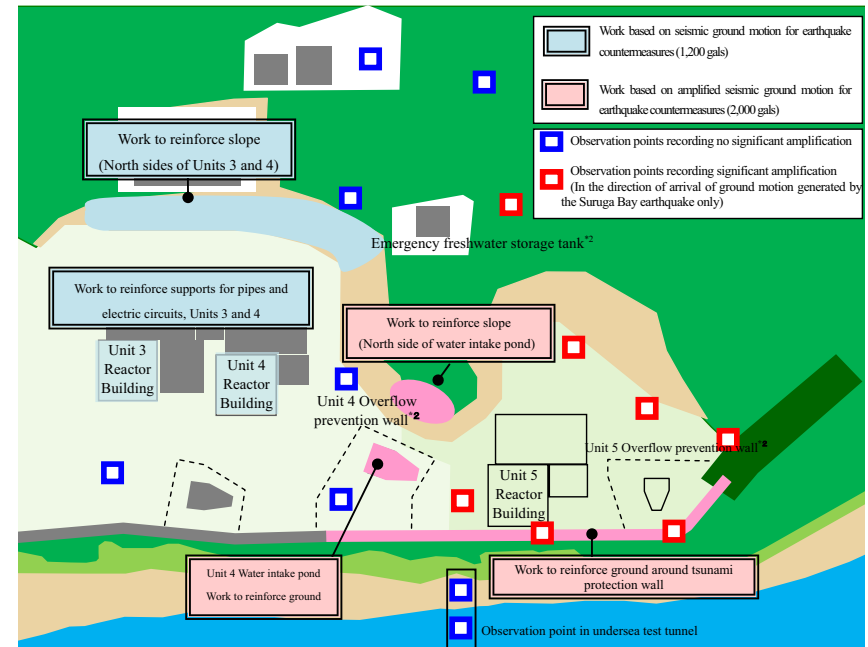 Work based on seismic ground motion for earthquake
countermeasures (1,200 gals)
Work based on amplified seismic ground motion for
earthquake countermeasures (2,000 gals)
Observation points recording no significant amplification
Observation points recording significant amplification
(In the direction of arrival of ground motion generated by
the Suruga Bay earthquake only)
Work to reinforce slope
(North sides of Units 3 and 4)
Emergency freshwater storage tank*2
Work to reinforce supports for pipes and
electric circuits, Units 3 and 4
Work to reinforce slope
(North side of water intake pond)
Unit 3
Reactor
Building
Unit 4
Reactor
Building
Unit 4 Overflow
prevention wall*2
Unit 5 Overflow prevention wall*2
Unit 5
Reactor
Building
Unit 4 Water intake pond
Work to reinforce ground
Work to reinforce ground around tsunami
protection wall
Observation point in undersea test tunnel